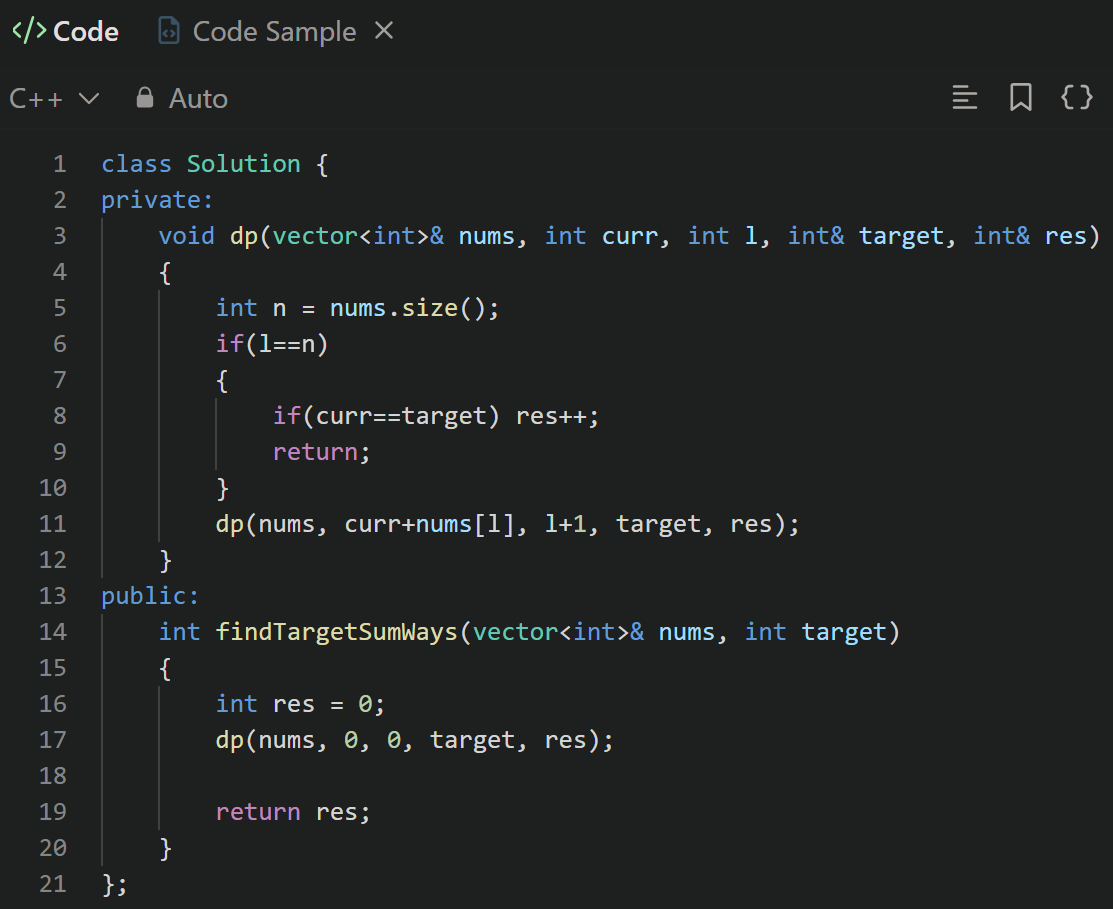 </> Code Code Sample ×
C++ Auto {}
1 class Solution {
2 private:
3     void dp(vector<int>& nums, int curr, int l, int& target, int& res)
4     {
5         int n = nums.size();
6         if(l==n)
7         {
8             if(curr==target) res++;
9             return;
10         }
11         dp(nums, curr+nums[l], l+1, target, res);
12     }
13 public:
14     int findTargetSumWays(vector<int>& nums, int target)
15     {
16         int res = 0;
17         dp(nums, 0, 0, target, res);
18
19         return res;
20     }
21 };